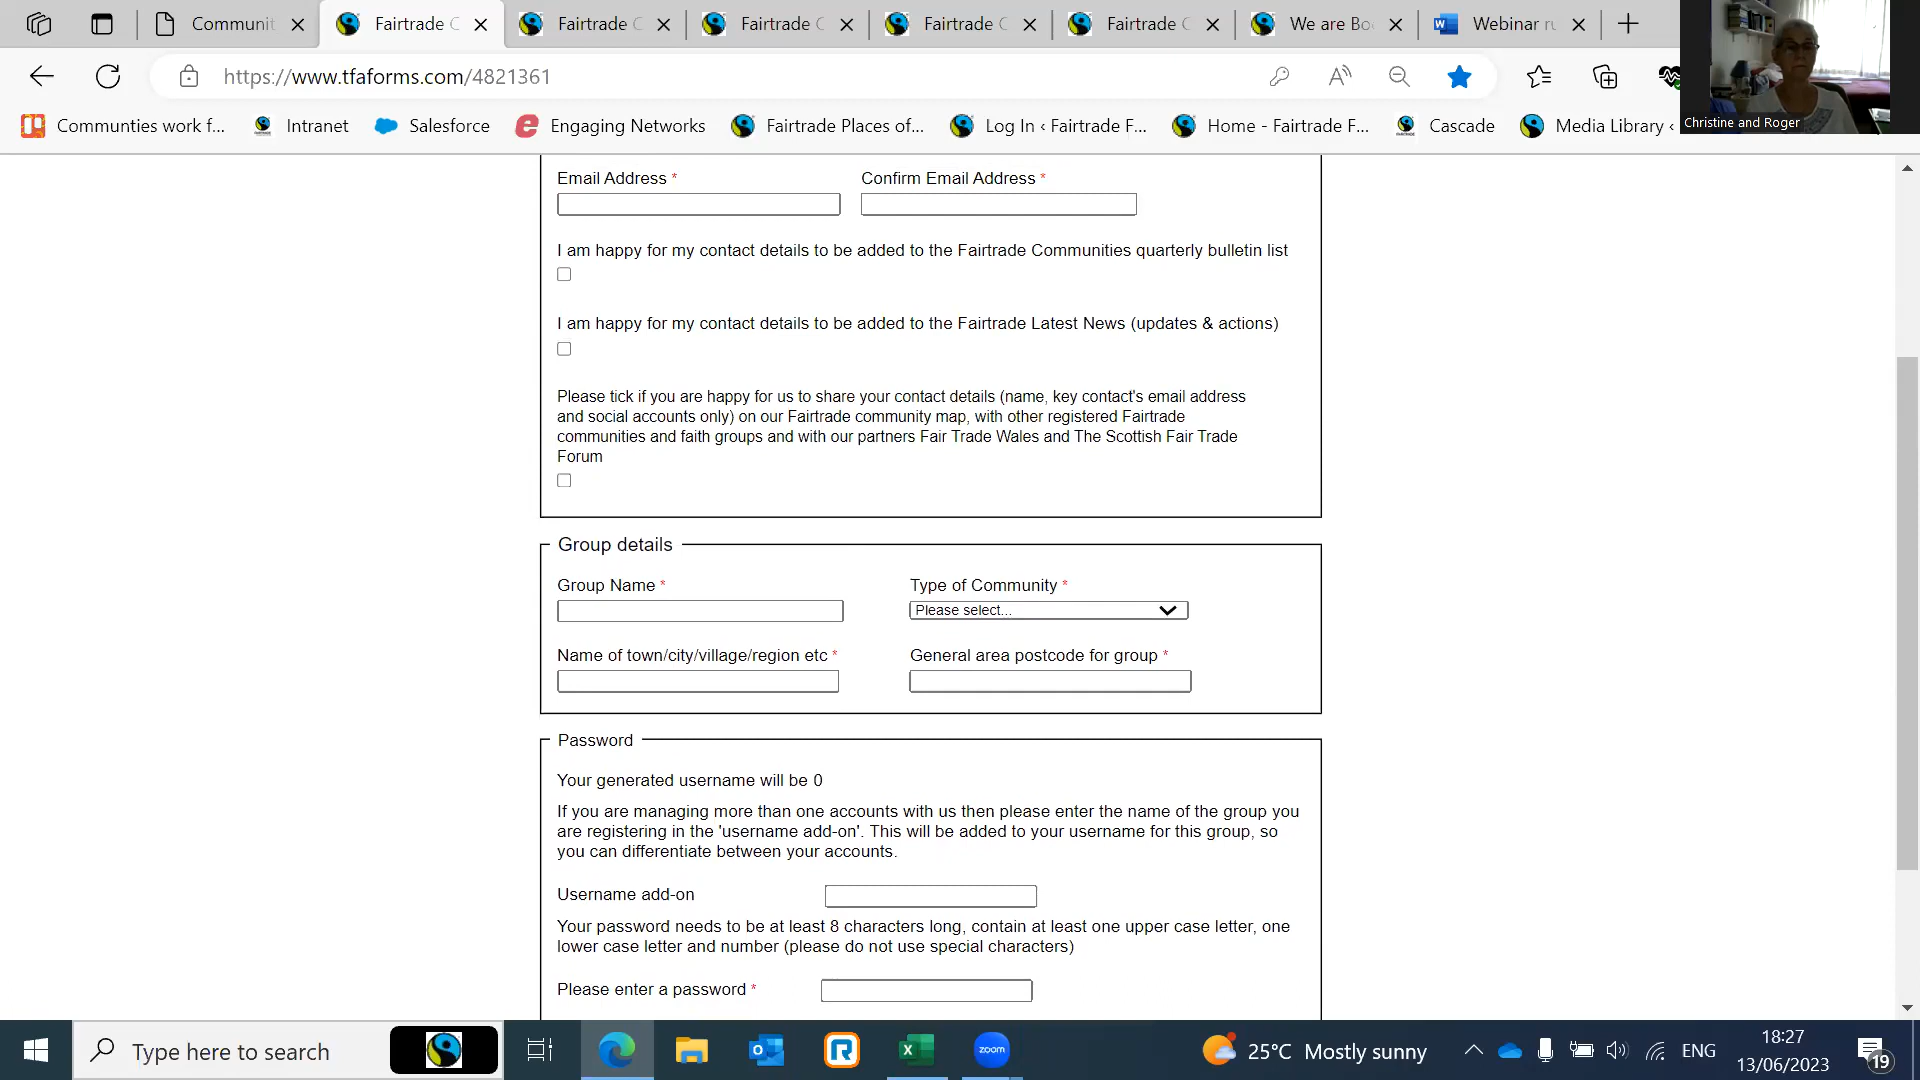 Communit
Fairtrade C
Fairtrade C
Fairtrade C
Fairtrade C
Fairtrade C
We are Bo
Webinar ru
https://www.tfaforms.com/4821361
Communties work f...
Intranet
Salesforce
Engaging Networks
Fairtrade Places of...
Log In ‹ Fairtrade F...
Home - Fairtrade F...
Cascade
Media Library ‹
Christine and Roger
Email Address *
Confirm Email Address *
I am happy for my contact details to be added to the Fairtrade Communities quarterly bulletin list
I am happy for my contact details to be added to the Fairtrade Latest News (updates & actions)
Please tick if you are happy for us to share your contact details (name, key contact's email address
and social accounts only) on our Fairtrade community map, with other registered Fairtrade
communities and faith groups and with our partners Fair Trade Wales and The Scottish Fair Trade
Forum
Group details
Group Name *
Type of Community *
Please select...
Name of town/city/village/region etc *
General area postcode for group *
Password
Your generated username will be 0
If you are managing more than one accounts with us then please enter the name of the group you
are registering in the 'username add-on'. This will be added to your username for this group, so
you can differentiate between your accounts.
Username add-on
Your password needs to be at least 8 characters long, contain at least one upper case letter, one
lower case letter and number (please do not use special characters)
Please enter a password *
Type here to search
zoom
25°C Mostly sunny
ENG
18:27
13/06/2023
19